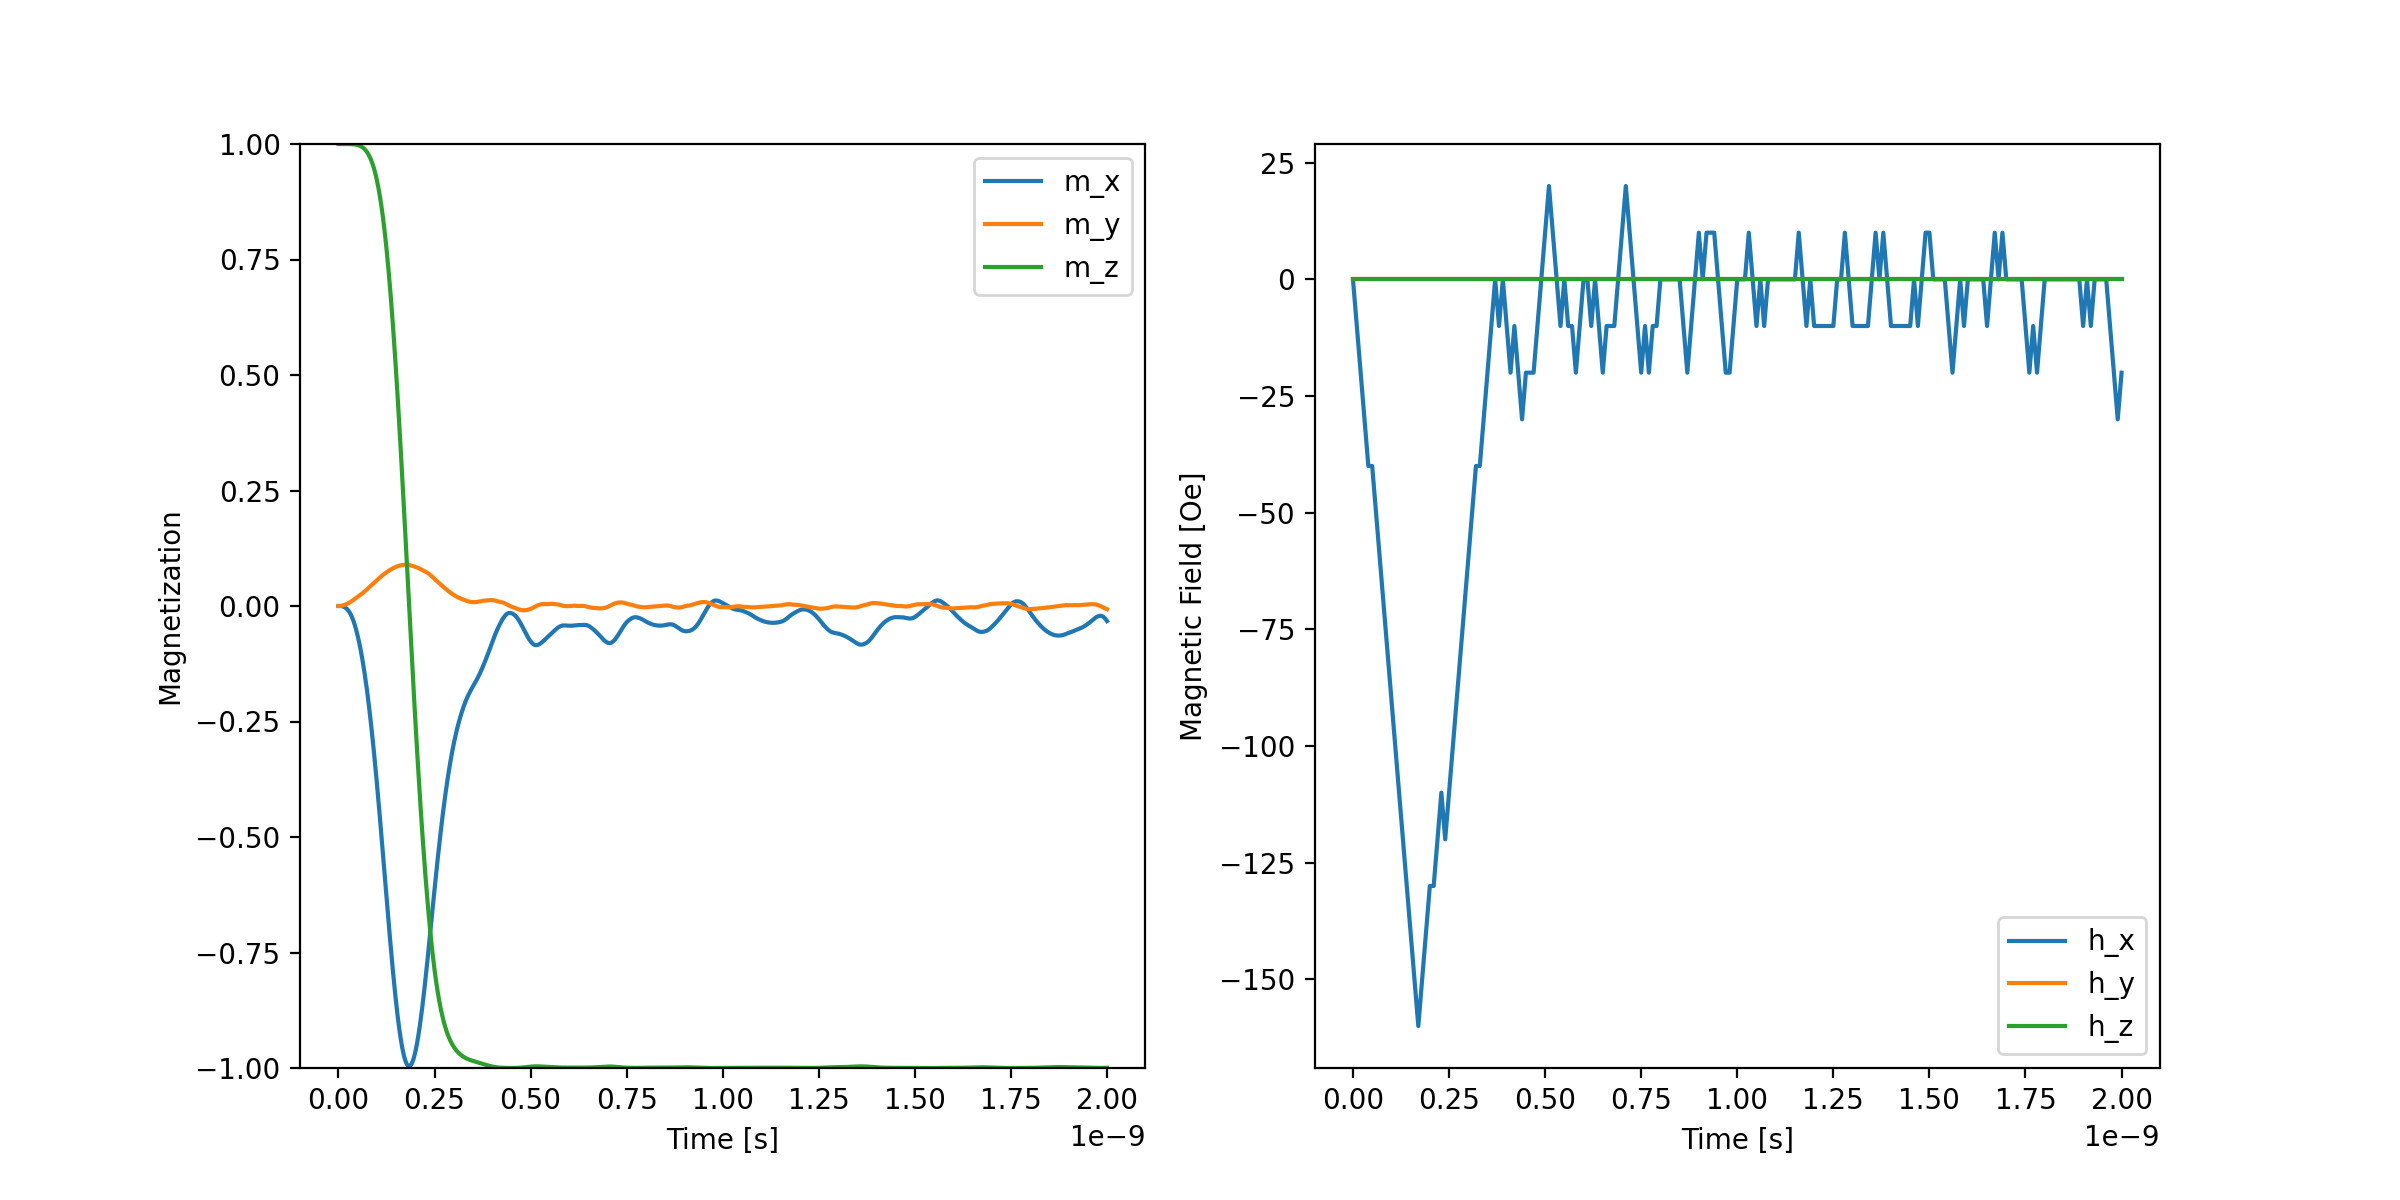 1.00
0.75
0.50
0.25
0.00
−0.25
−0.50
−0.75
−1.00
Magnetization
m_x
m_y
m_z
0.00 0.25 0.50 0.75 1.00 1.25 1.50 1.75 2.00
Time [s]
1e−9
25
0
−25
−50
−75
−100
−125
−150
Magnetic Field [Oe]
h_x
h_y
h_z
0.00 0.25 0.50 0.75 1.00 1.25 1.50 1.75 2.00
Time [s]
1e−9